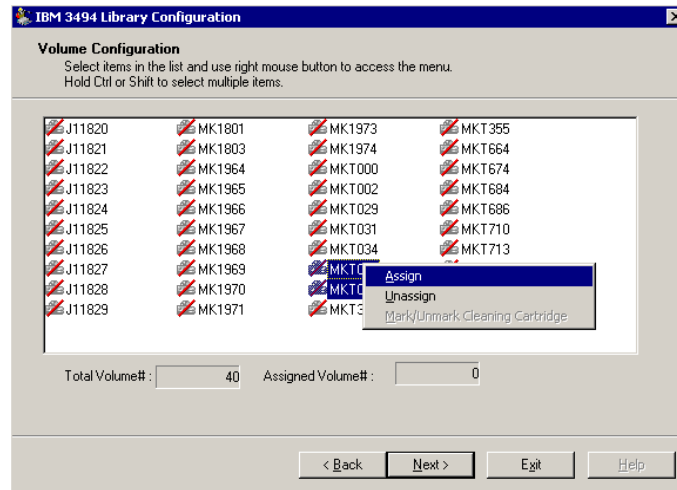 IBM 3494 Library Configuration
Volume Configuration
Select items in the list and use right mouse button to access the menu.
Hold Ctrl or Shift to select multiple items.
J11820 MK1801 MK1973 MKT355
J11821 MK1803 MK1974 MKT664
J11822 MK1964 MKT000 MKT674
J11823 MK1965 MKT002 MKT684
J11824 MK1966 MKT029 MKT686
J11825 MK1967 MKT031 MKT710
J11826 MK1968 MKT034 MKT713
J11827 MK1969
J11828 MK1970
J11829 MK1971
Assign
Unassign
Mark/Unmark Cleaning Cartridge
Total Volume# : 40 Assigned Volume# : 0
< Back Next > Exit Help